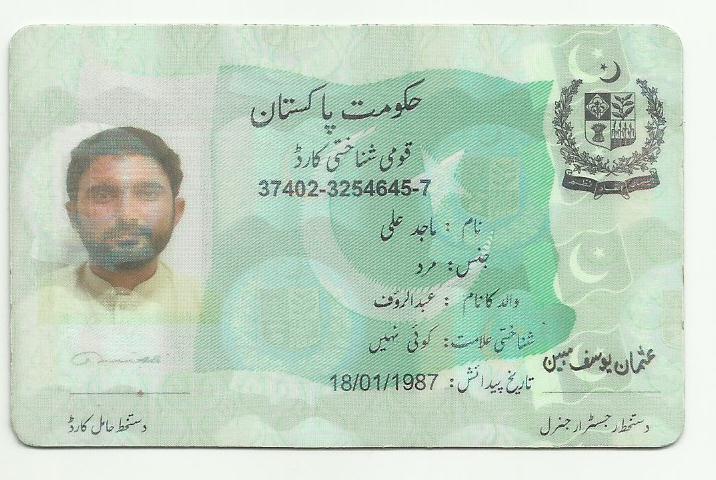 حکومت پاکستان
قومی شناختی کارڈ
37402-3254645-7
نام : ماجد علی
جنس: مرد
والد کا نام : عبدالرؤف
شناختی علامت: کوئی نہیں
تاریخ پیدائش: 18/01/1987
عثمان یوسف مبین
دستخط حامل کارڈ
دستخط رجسٹرار جنرل